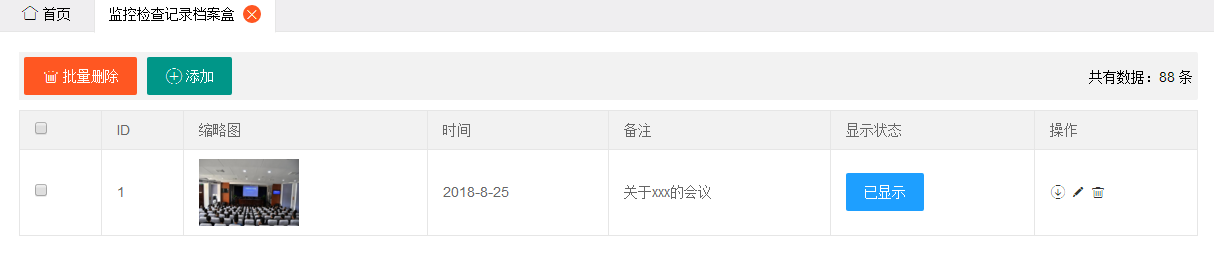 首页 监控检查记录档案盒
批量删除 添加 共有数据：88 条
ID 缩略图 时间 备注 显示状态 操作
1 2018-8-25 关于xxx的会议 已显示